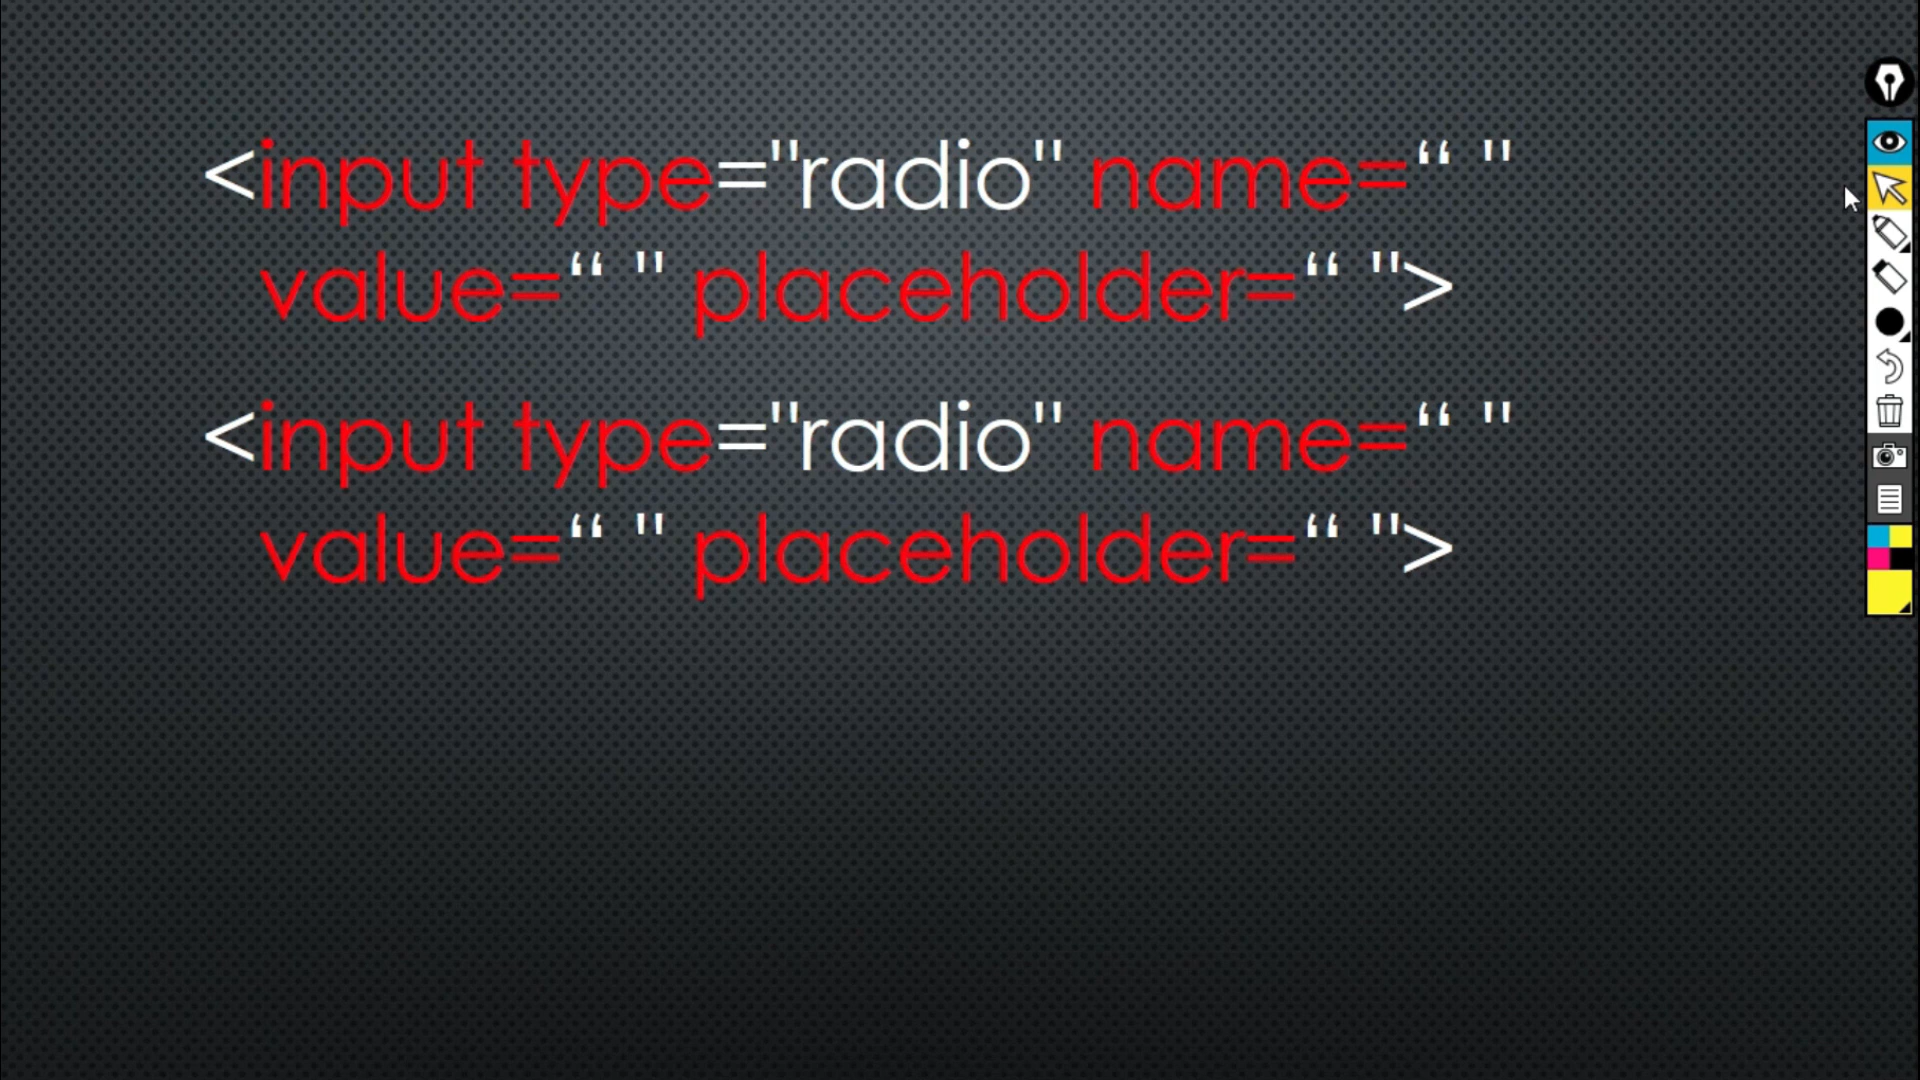 <input type="radio" name=“ "
value=“ " placeholder=“ ">
<input type="radio" name=“ "
value=“ " placeholder=“ ">